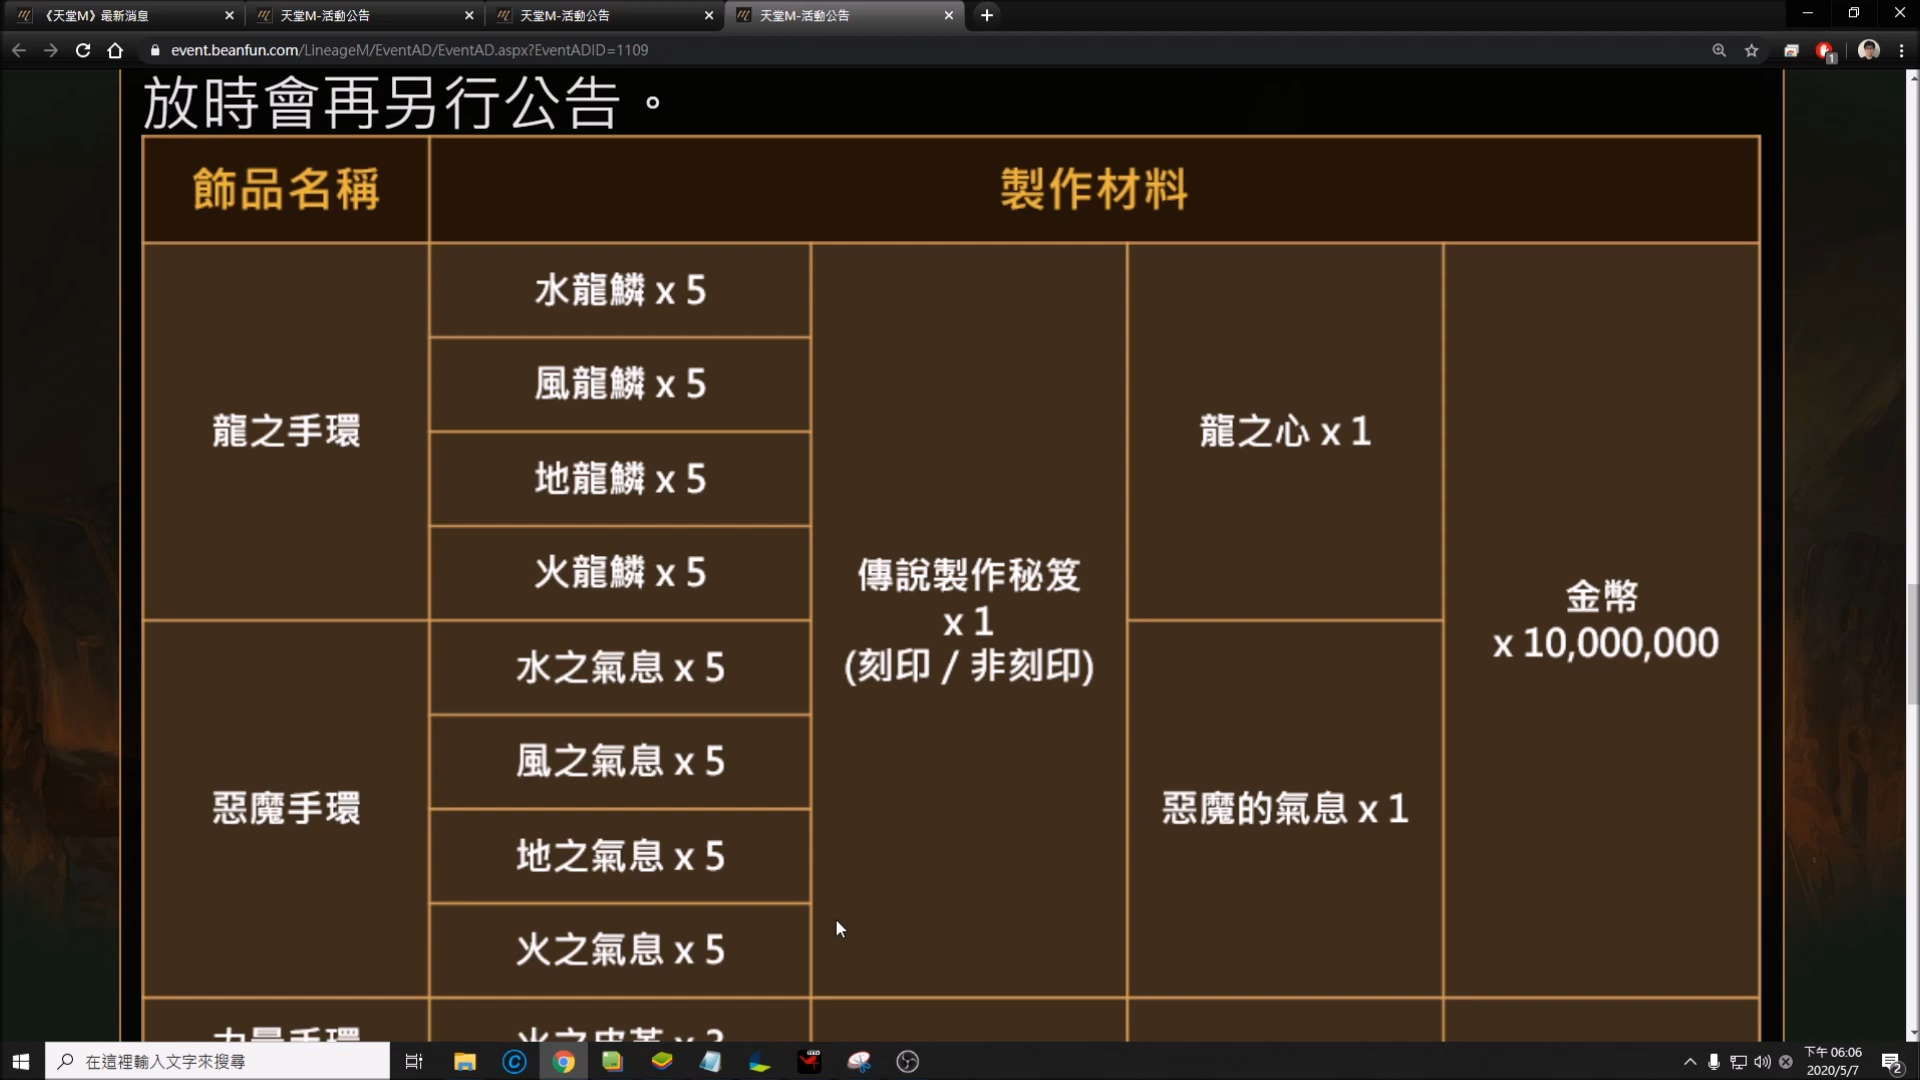 《天堂M》最新消息
天堂M-活動公告
天堂M-活動公告
天堂M-活動公告
event.beanfun.com/LineageM/EventAD/EventAD.aspx?EventADID=1109
1
放時會再另行公告。
飾品名稱
製作材料
龍之手環
水龍鱗 x 5
風龍鱗 x 5
地龍鱗 x 5
火龍鱗 x 5
傳說製作秘笈
x 1
(刻印 / 非刻印)
龍之心 x 1
金幣
x 10,000,000
惡魔手環
水之氣息 x 5
風之氣息 x 5
地之氣息 x 5
火之氣息 x 5
惡魔的氣息 x 1
力量手環
在這裡輸入文字來搜尋
下午 06:06
2020/5/7
2